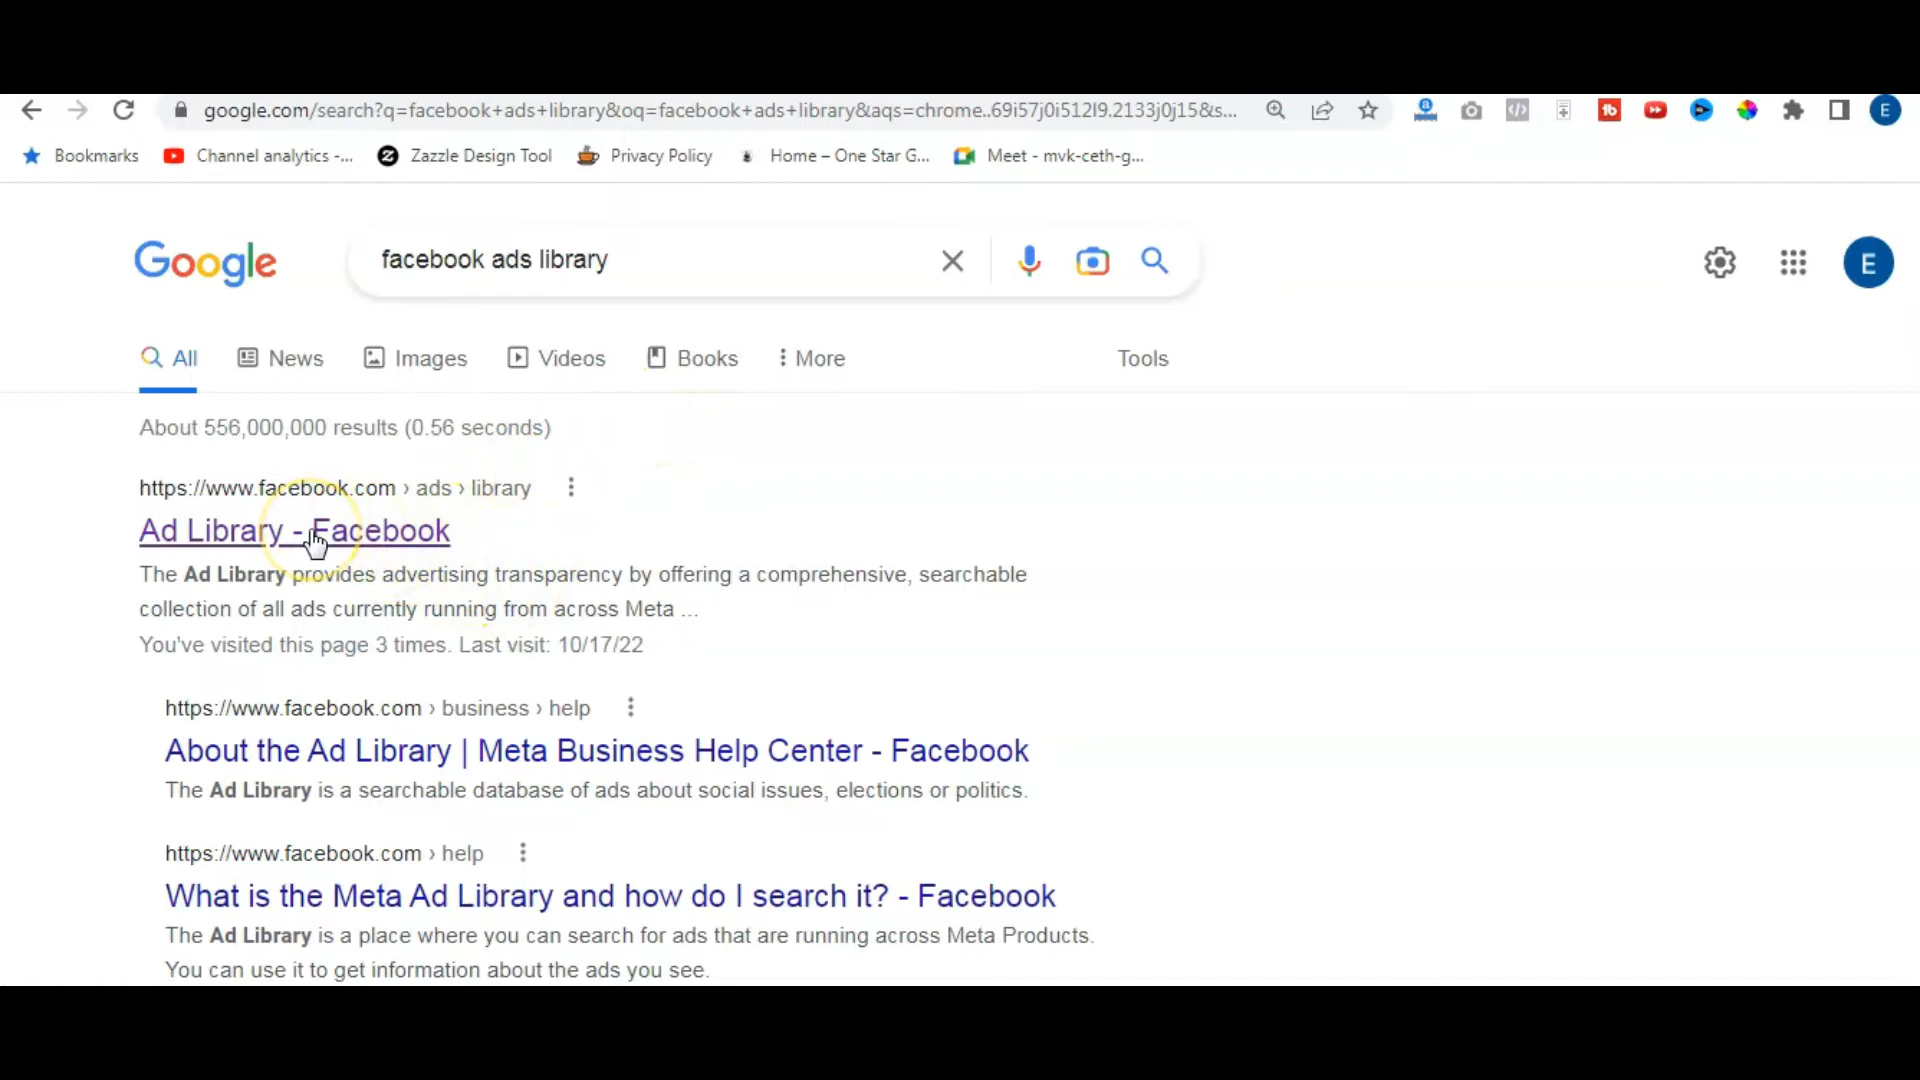 google.com/search?q=facebook+ads+library&oq=facebook+ads+library&aqs=chrome..69i57j0i512l9.2133j0j15&s...
E
Bookmarks
Channel analytics -...
Zazzle Design Tool
Privacy Policy
Home – One Star G...
Meet - mvk-ceth-g...
Google
facebook ads library
E
All
News
Images
Videos
Books
More
Tools
About 556,000,000 results (0.56 seconds)
https://www.facebook.com › ads › library
Ad Library - Facebook
The Ad Library provides advertising transparency by offering a comprehensive, searchable
collection of all ads currently running from across Meta ...
You've visited this page 3 times. Last visit: 10/17/22
https://www.facebook.com › business › help
About the Ad Library | Meta Business Help Center - Facebook
The Ad Library is a searchable database of ads about social issues, elections or politics.
https://www.facebook.com › help
What is the Meta Ad Library and how do I search it? - Facebook
The Ad Library is a place where you can search for ads that are running across Meta Products.
You can use it to get information about the ads you see.